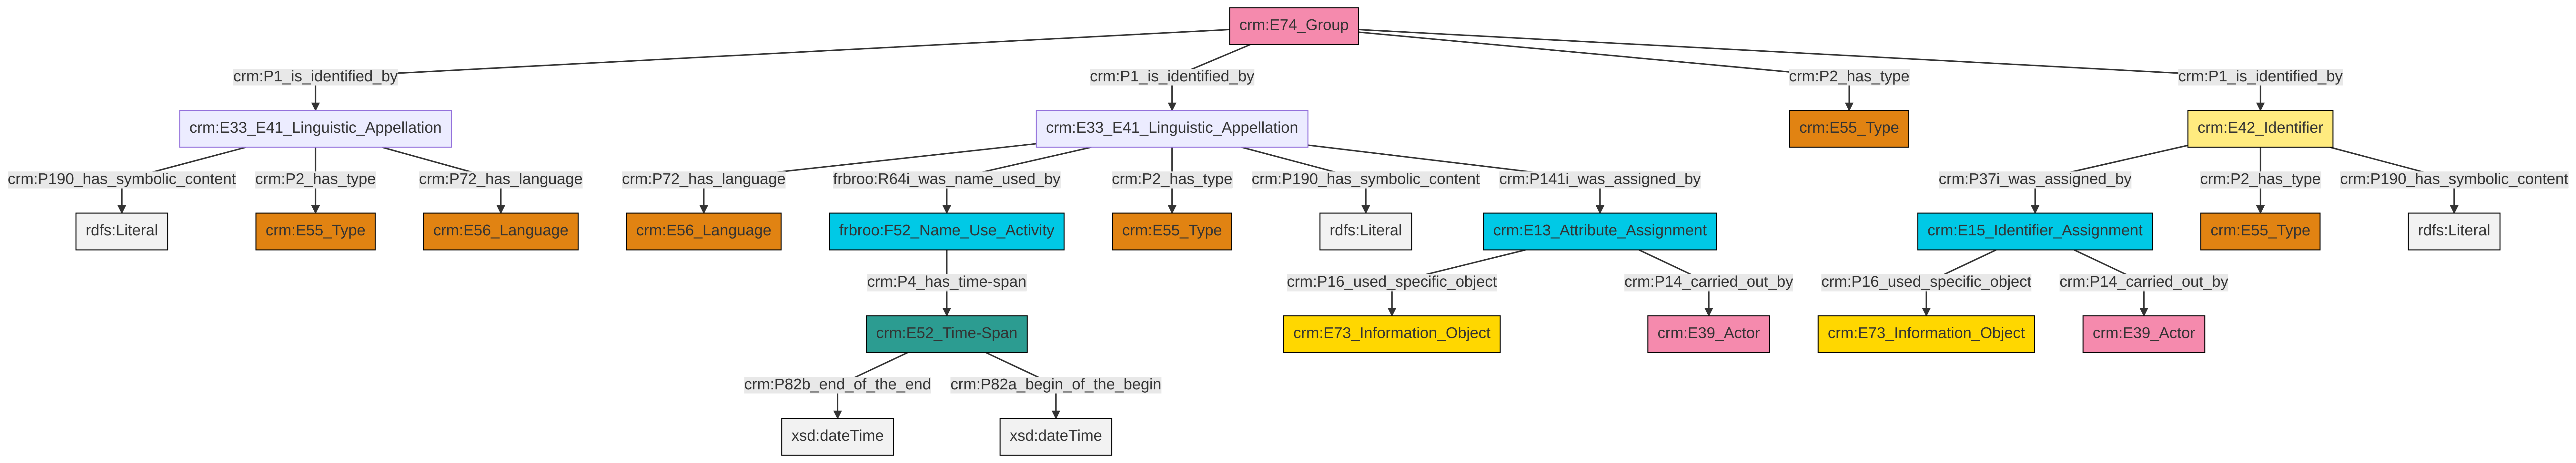 crm:E74_Group
crm:P1_is_identified_by
crm:P1_is_identified_by
crm:P2_has_type
crm:P1_is_identified_by
crm:E33_E41_Linguistic_Appellation
crm:E33_E41_Linguistic_Appellation
crm:E55_Type
crm:E42_Identifier
crm:P190_has_symbolic_content
crm:P2_has_type
crm:P72_has_language
crm:P72_has_language
frbroo:R64i_was_name_used_by
crm:P2_has_type
crm:P190_has_symbolic_content
crm:P141i_was_assigned_by
crm:P37i_was_assigned_by
crm:P2_has_type
crm:P190_has_symbolic_content
rdfs:Literal
crm:E55_Type
crm:E56_Language
crm:E56_Language
frbroo:F52_Name_Use_Activity
crm:E55_Type
rdfs:Literal
crm:E13_Attribute_Assignment
crm:E15_Identifier_Assignment
crm:E55_Type
rdfs:Literal
crm:P4_has_time-span
crm:P16_used_specific_object
crm:P14_carried_out_by
crm:P16_used_specific_object
crm:P14_carried_out_by
crm:E52_Time-Span
crm:E73_Information_Object
crm:E39_Actor
crm:E73_Information_Object
crm:E39_Actor
crm:P82b_end_of_the_end
crm:P82a_begin_of_the_begin
xsd:dateTime
xsd:dateTime